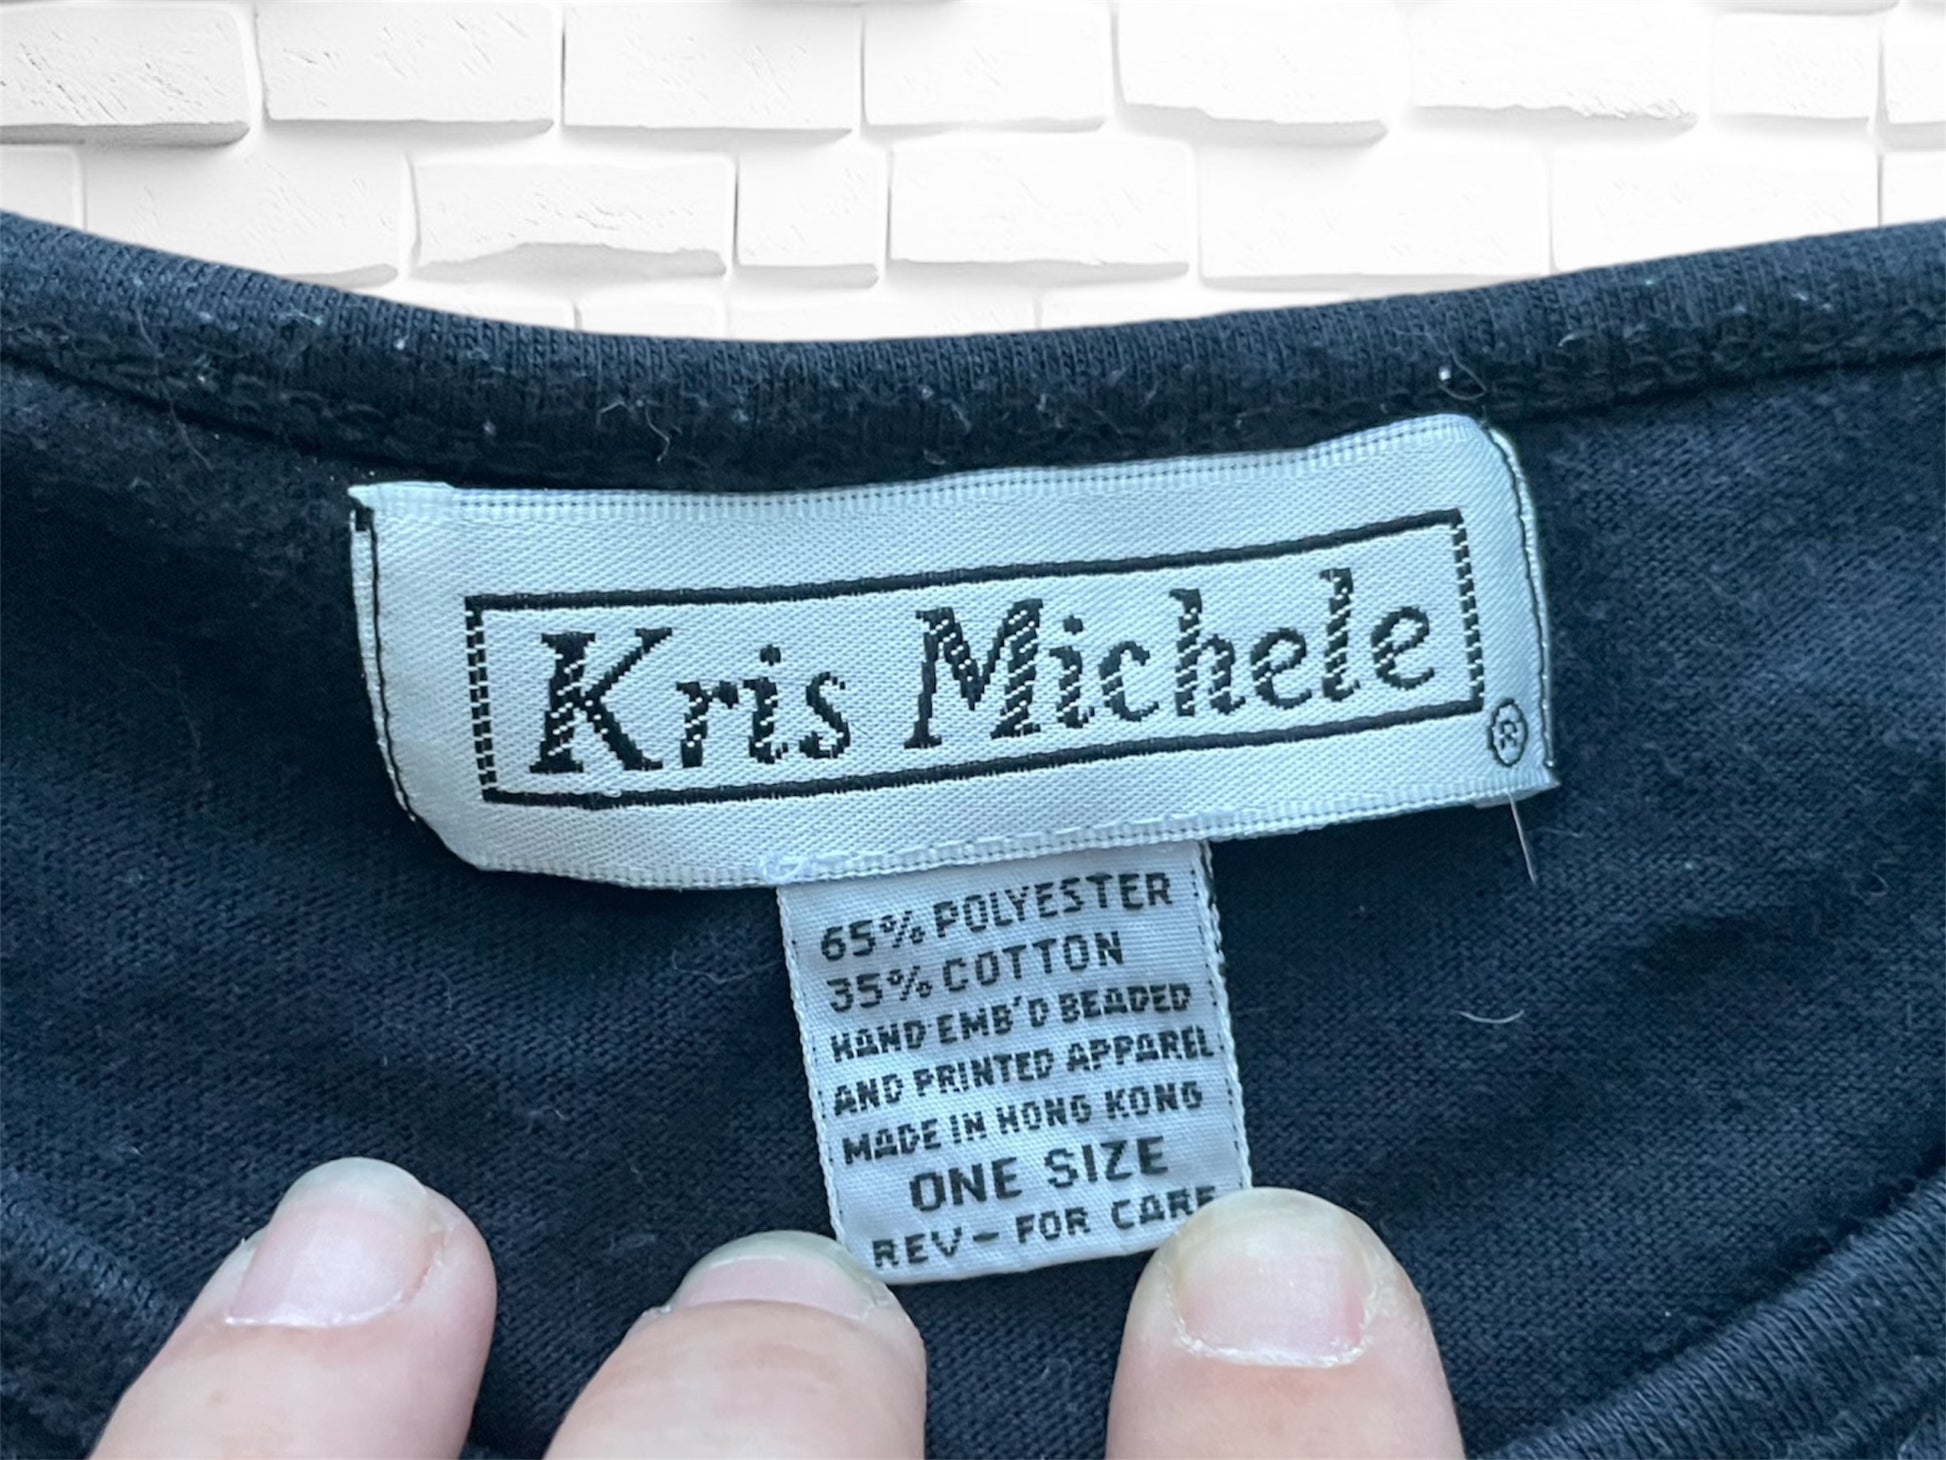 Kris Michele
®
65% POLYESTER
35% COTTON
HAND EMB'D BEADED
AND PRINTED APPAREL
MADE IN HONG KONG
ONE SIZE
REV- FOR CARE